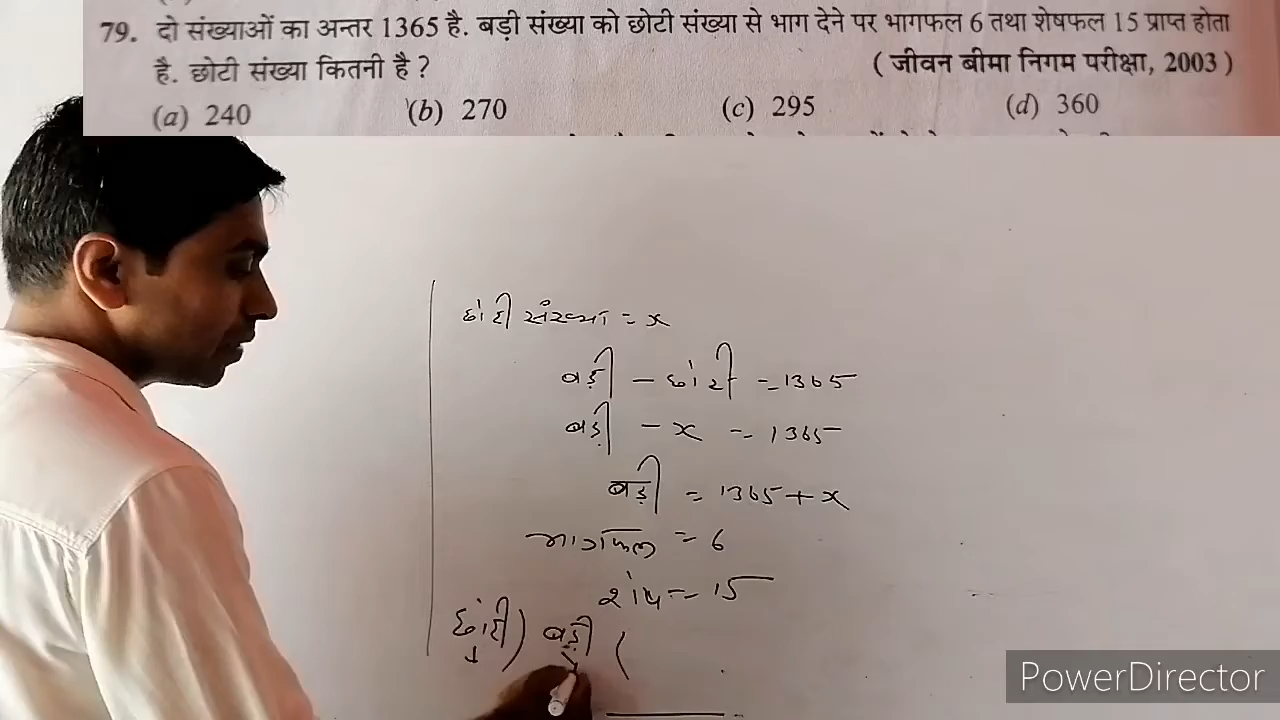 79. दो संख्याओं का अन्तर 1365 है. बड़ी संख्या को छोटी संख्या से भाग देने पर भागफल 6 तथा शेषफल 15 प्राप्त होता
है. छोटी संख्या कितनी है ? ( जीवन बीमा निगम परीक्षा, 2003 )
(a) 240 (b) 270 (c) 295 (d) 360
छोटी संख्या = x
बड़ी - छोटी = 1365
बड़ी - x = 1365
बड़ी = 1365 + x
भागफल = 6
शेष = 15
छोटी ) बड़ी (
PowerDirector